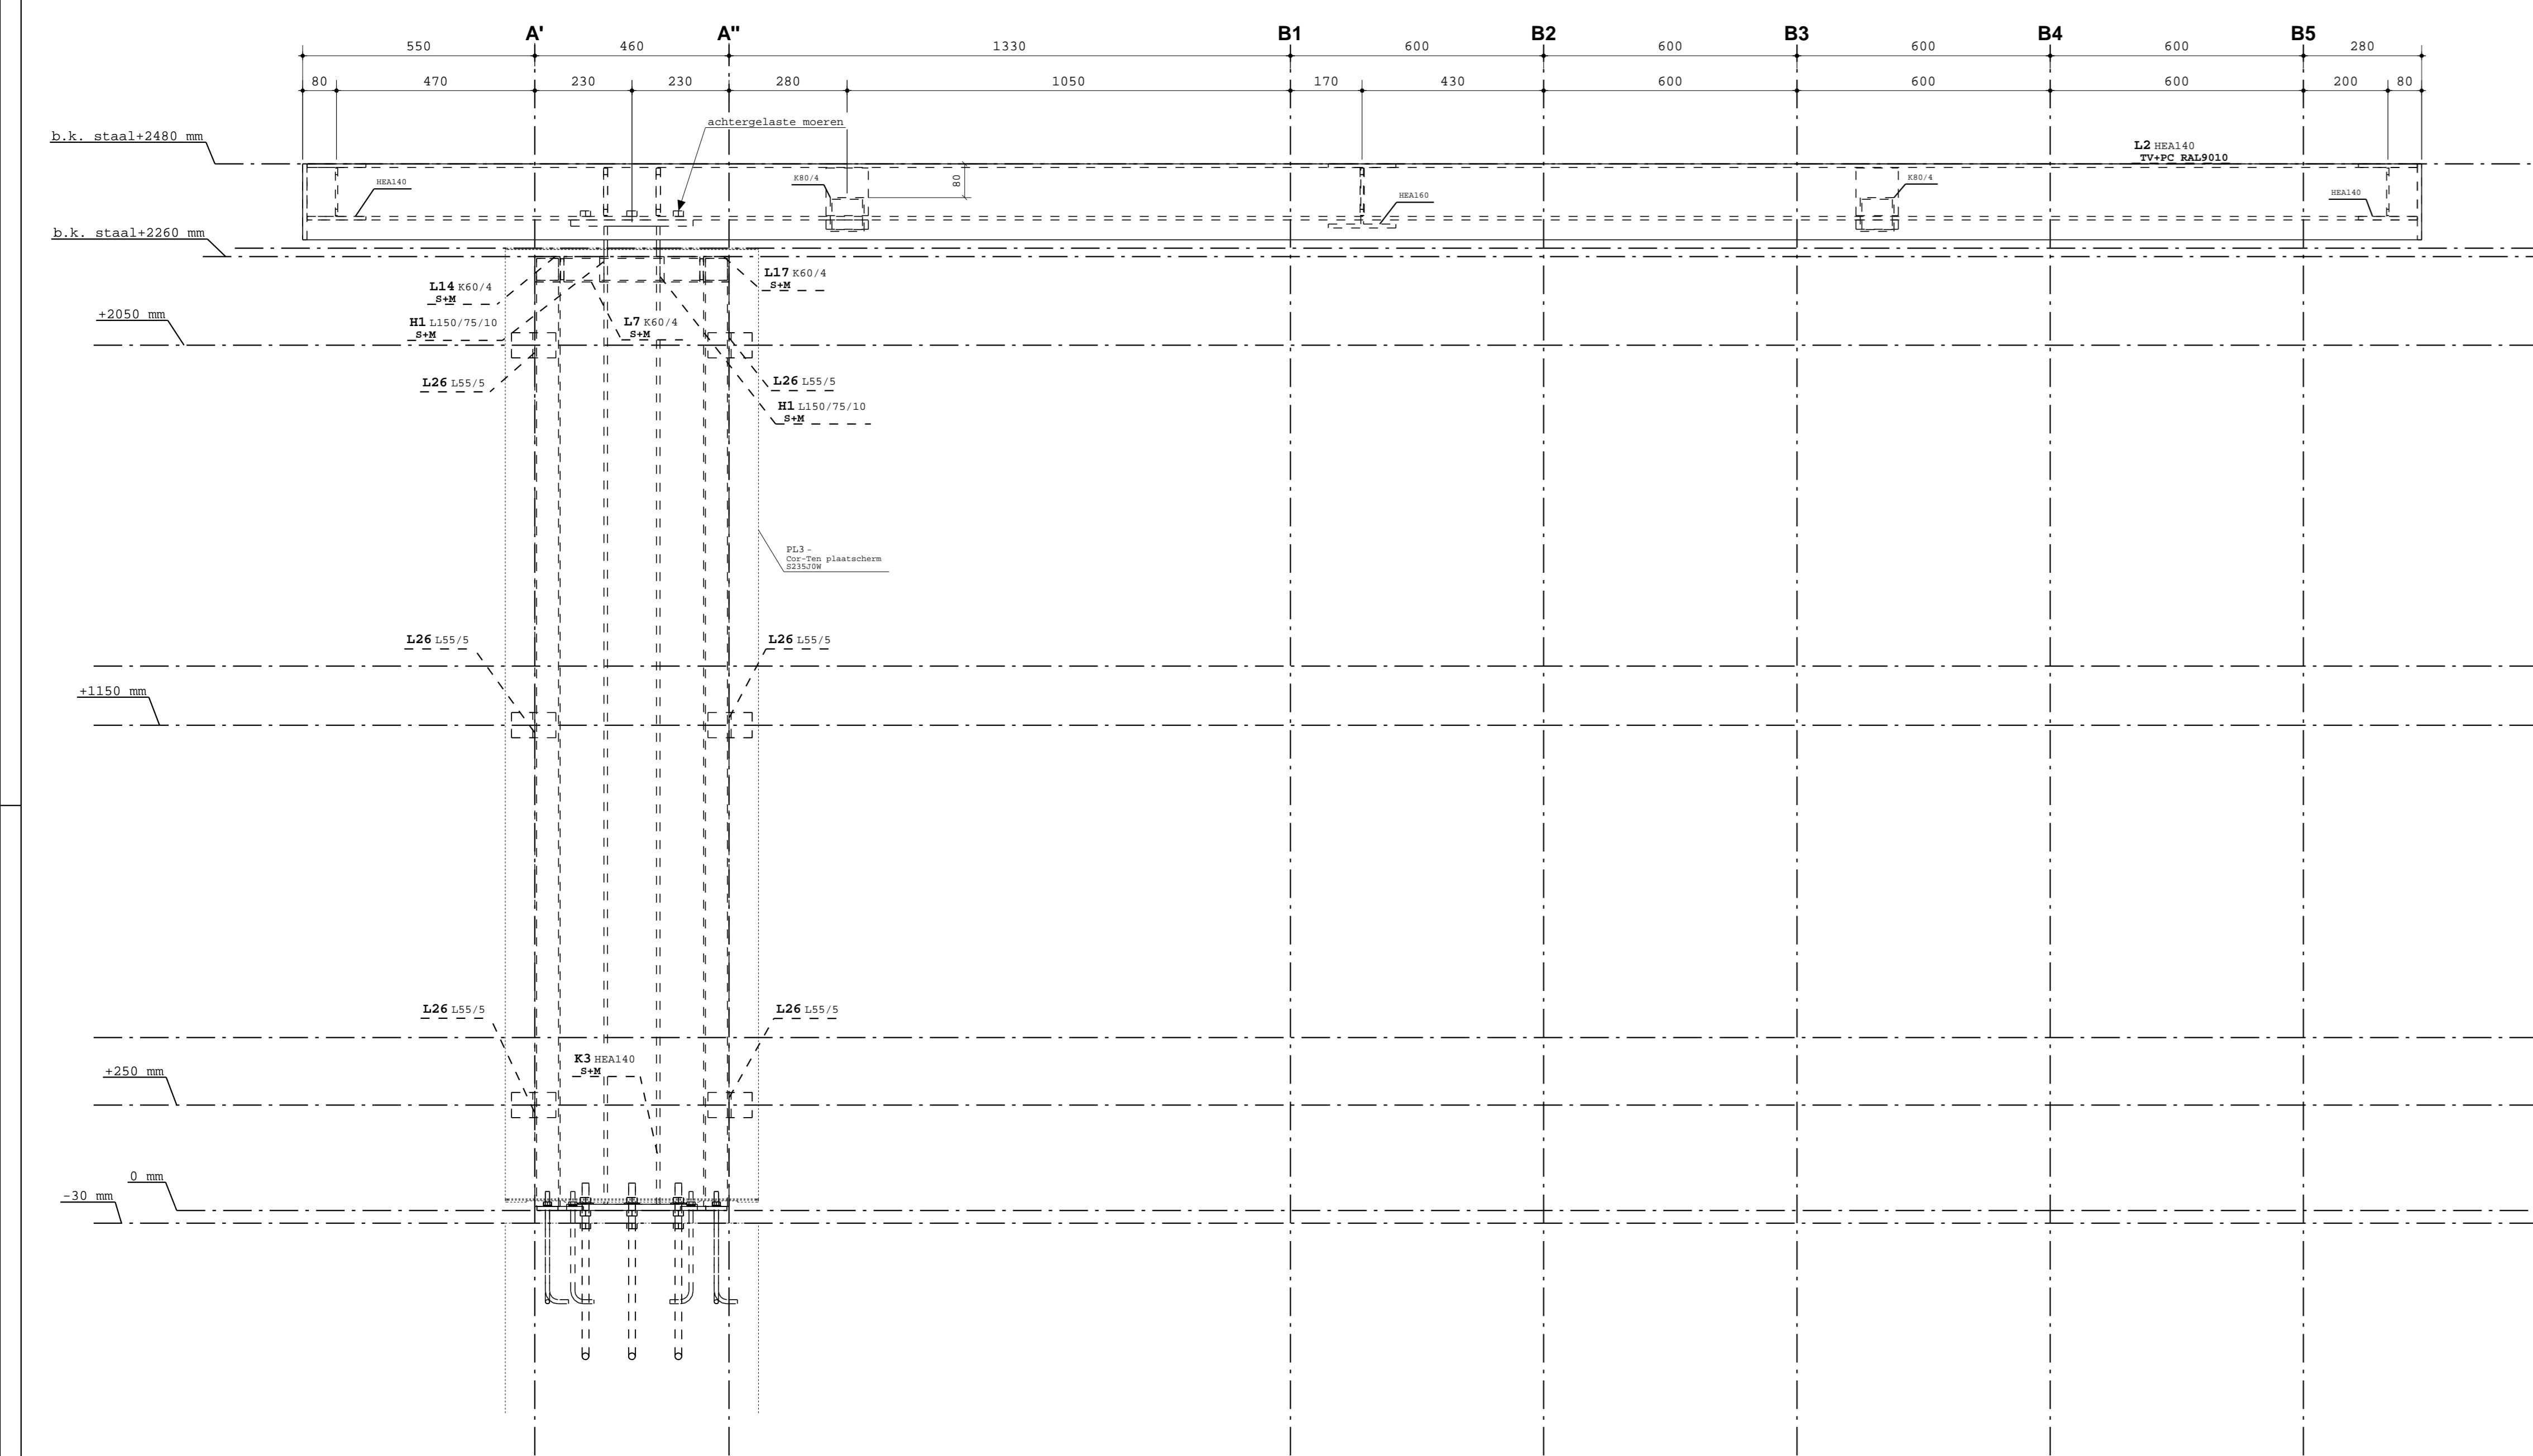 A' A" B1 B2 B3 B4 B5
550 460 1330 600 600 600 600 280
80 470 230 230 280 1050 170 430 600 600 600 200 80
achtergelaste moeren
b.k. staal+2480 mm
L2 HEA140
TV+PC RAL9010
HEA140
K80/4
80
HEA160
K80/4
HEA140
b.k. staal+2260 mm
L17 K60/4
S+M
L14 K60/4
S+M
+2050 mm
H1 L150/75/10
S+M
L7 K60/4
S+M
L26 L55/5
L26 L55/5
H1 L150/75/10
S+M
PL3 -
Cor-Ten plaatscherm
S235J0W
L26 L55/5
L26 L55/5
+1150 mm
L26 L55/5
L26 L55/5
K3 HEA140
S+M
+250 mm
0 mm
-30 mm